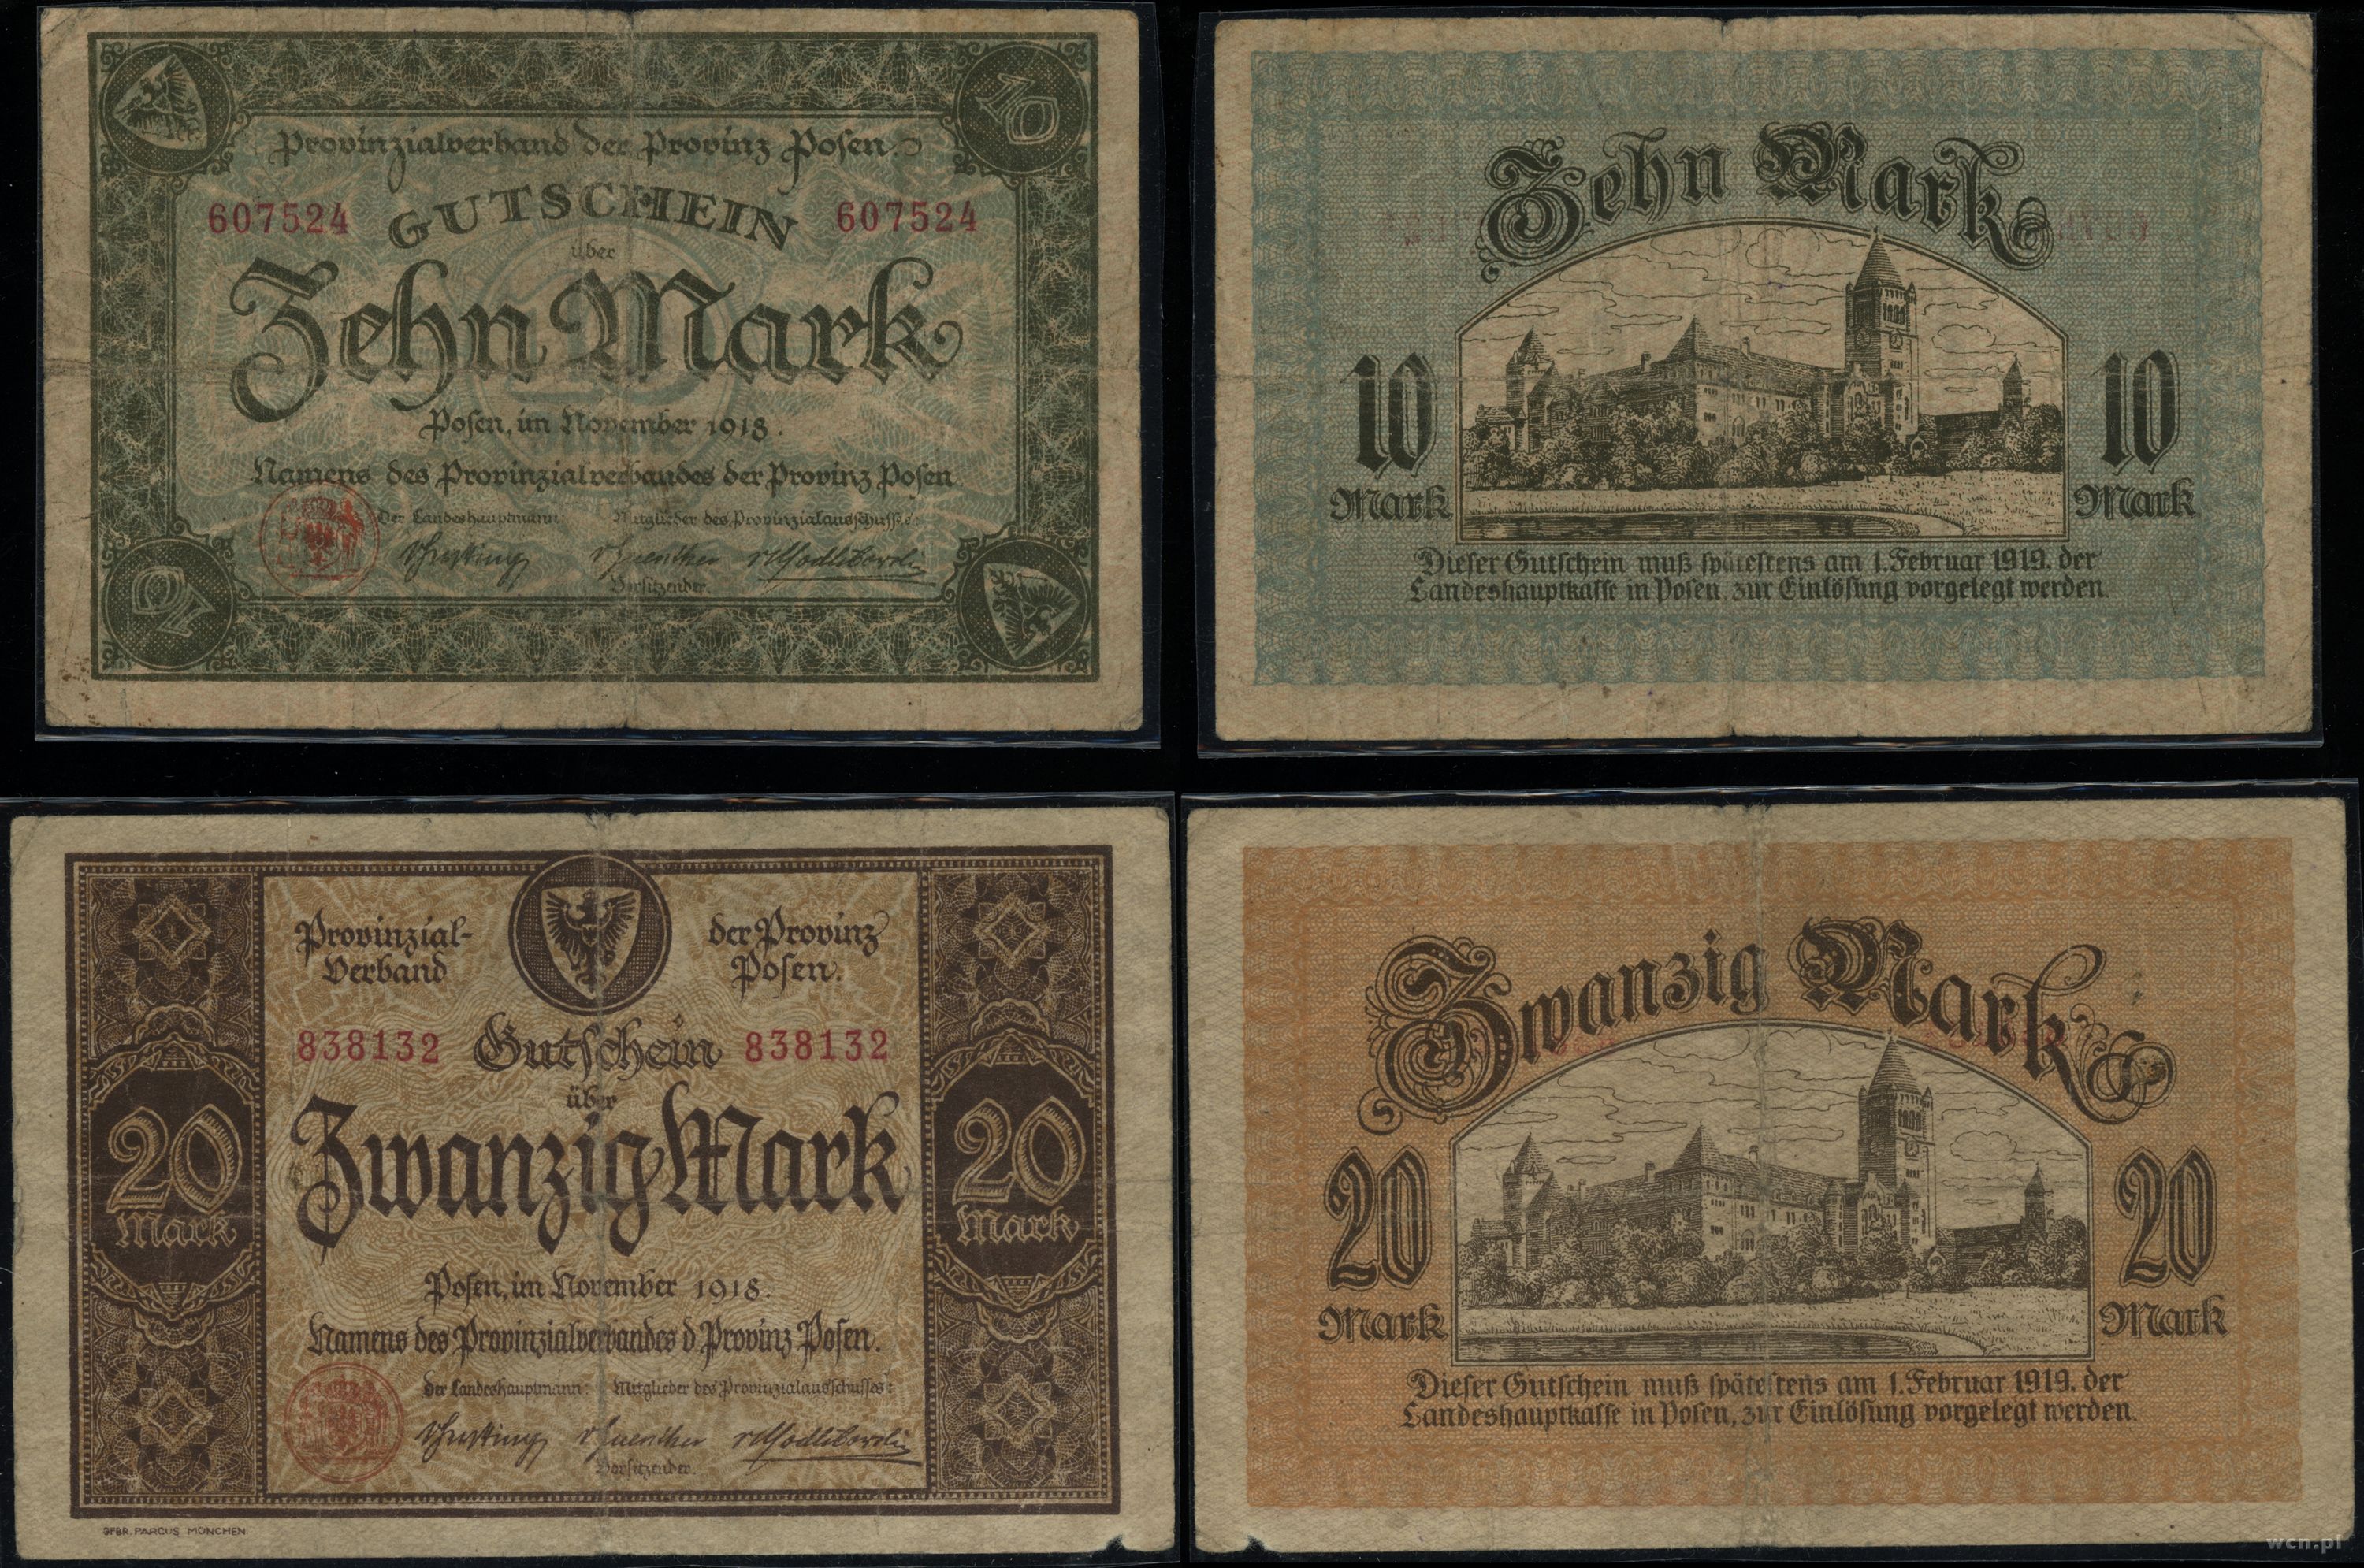 10
Provinzialverband der Provinz Posen.
607524 GUTSCHEIN 607524
über
Zehn Mark
Posen, im November 1918.
Namens des Provinzialverbandes der Provinz Posen
Der Landeshauptmann: Mitglieder des Provinzialausschusses:
Vorsitzender.
10
Zehn Mark
10 10
Mark Mark
Dieser Gutschein muß spätestens am 1. Februar 1919. der
Landeshauptkasse in Posen, zur Einlösung vorgelegt werden.
Provinzial- der Provinz
Verband Posen.
838132 Gutschein 838132
über
20 Zwanzig Mark 20
Mark Mark
Posen, im November 1918.
Namens des Provinzialverbandes d. Provinz Posen.
Der Landeshauptmann: Mitglieder des Provinzialausschusses:
Vorsitzender.
GEBR. PARCUS MÜNCHEN.
Zwanzig Mark
20 20
Mark Mark
Dieser Gutschein muß spätestens am 1. Februar 1919. der
Landeshauptkasse in Posen, zur Einlösung vorgelegt werden.
wcn.pl